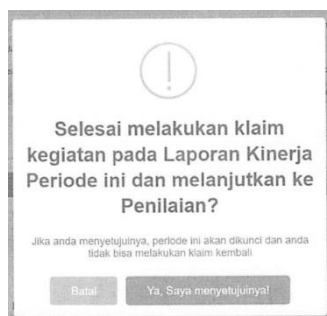 Selesai melakukan klaim
kegiatan pada Laporan Kinerja
Periode ini dan melanjutkan ke
Penilaian?
Jika anda menyetujuinya, periode ini akan dikunci dan anda
tidak bisa melakukan klaim kembali
Batal
Ya, Saya menyetujuinya!